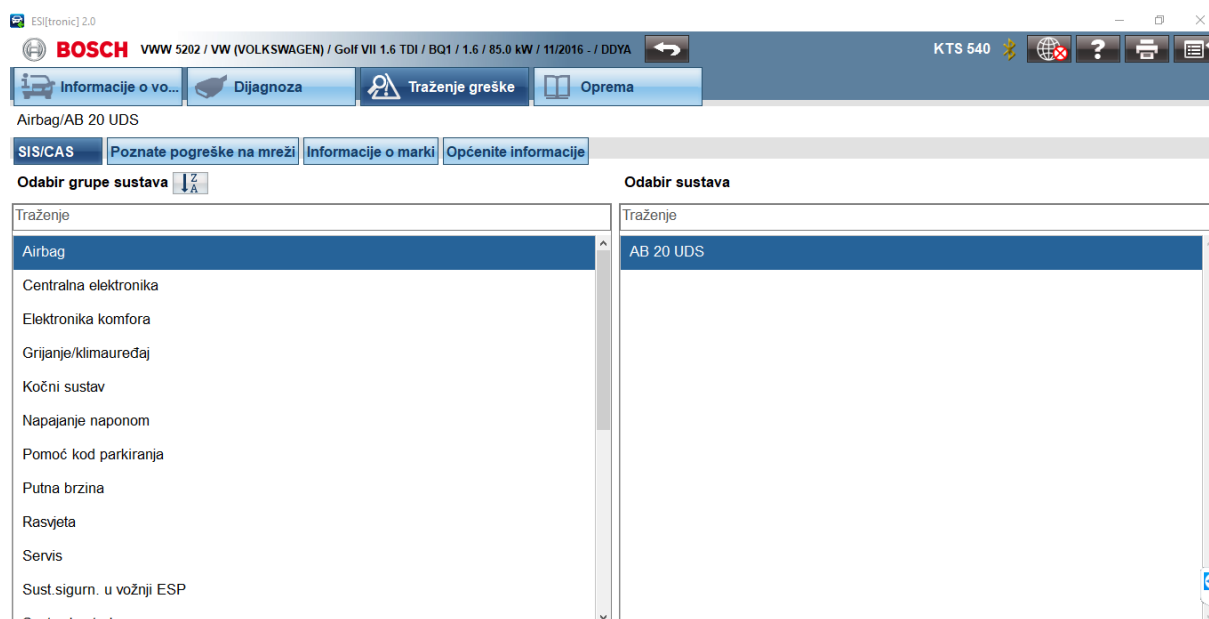 ESI[tronic] 2.0
BOSCH VWW 5202 / VW (VOLKSWAGEN) / Golf VII 1.6 TDI / BQ1 / 1.6 / 85.0 kW / 11/2016 - / DDYA KTS 540 ?
Informacije o vo... Dijagnoza Traženje greške Oprema
Airbag/AB 20 UDS
SIS/CAS Poznate pogreške na mreži Informacije o marki Općenite informacije
Odabir grupe sustava Z A Odabir sustava
Traženje Traženje
Airbag AB 20 UDS
Centralna elektronika
Elektronika komfora
Grijanje/klimauređaj
Kočni sustav
Napajanje naponom
Pomoć kod parkiranja
Putna brzina
Rasvjeta
Servis
Sust.sigurn. u vožnji ESP